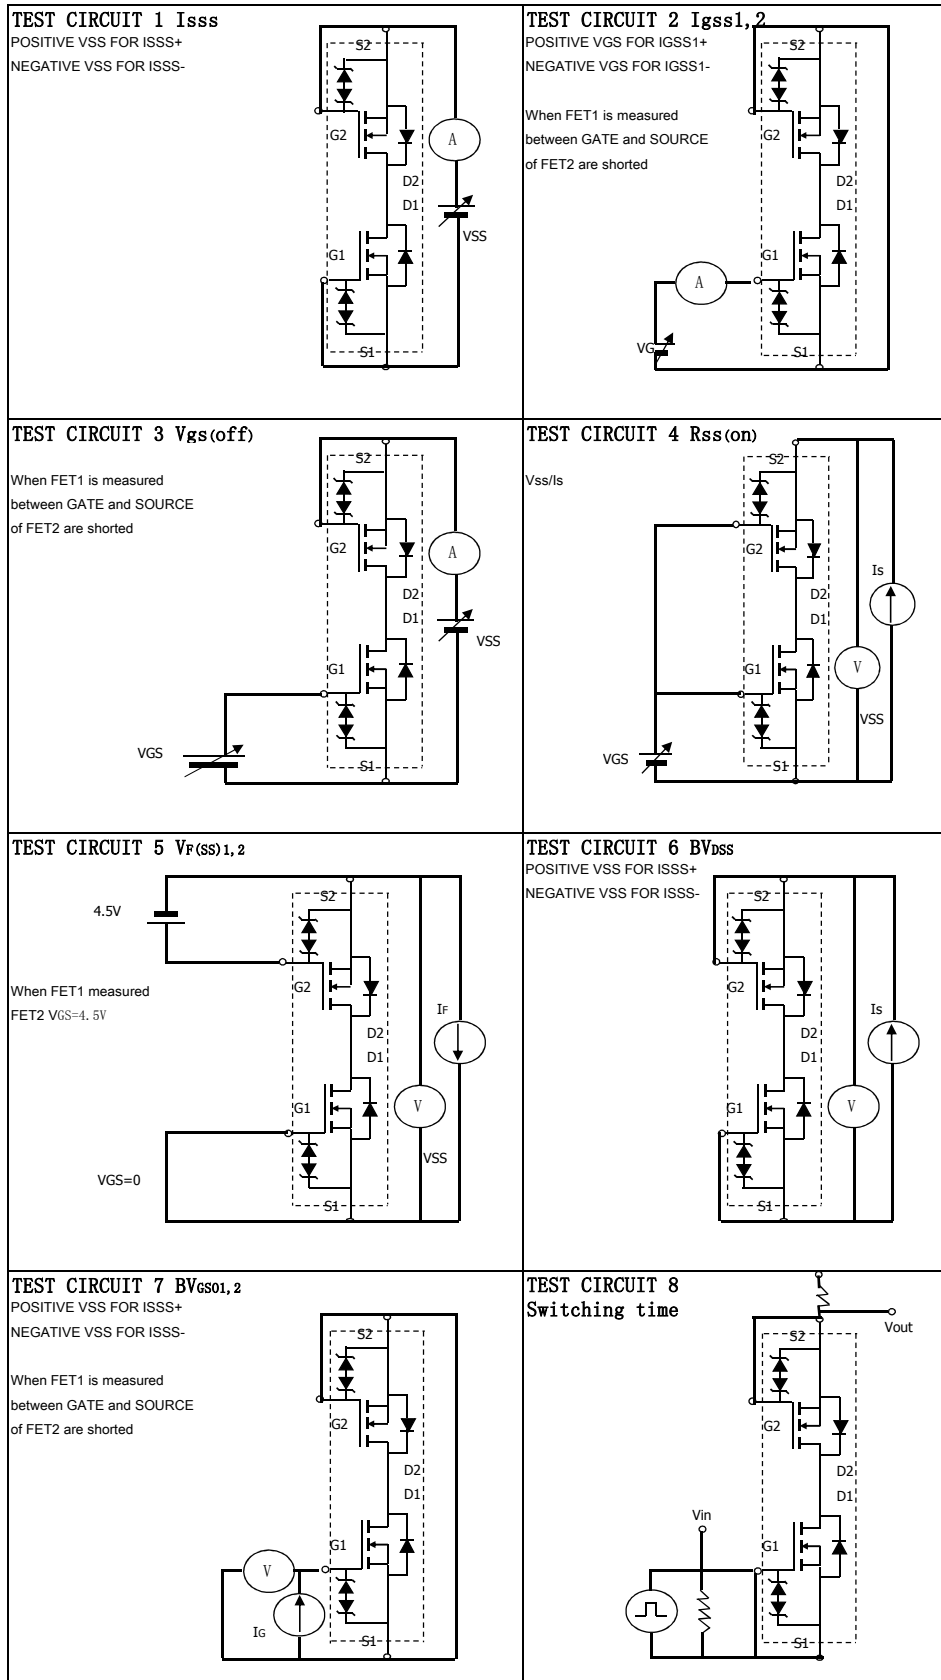 TEST CIRCUIT 1 Isss
POSITIVE VSS FOR ISSS+
NEGATIVE VSS FOR ISSS-
S2
G2
A
D2
D1
VSS
G1
S1
TEST CIRCUIT 2 Igss1,2
POSITIVE VGS FOR IGSS1+
NEGATIVE VGS FOR IGSS1-
When FET1 is measured
between GATE and SOURCE
of FET2 are shorted
S2
G2
D2
D1
G1
A
VG
S1
TEST CIRCUIT 3 Vgs(off)
When FET1 is measured
between GATE and SOURCE
of FET2 are shorted
S2
G2
A
D2
D1
VSS
G1
VGS
S1
TEST CIRCUIT 4 Rss(on)
Vss/Is
S2
G2
Is
D2
D1
G1
V
VSS
VGS
S1
TEST CIRCUIT 5 VF(SS)1,2
4.5V
S2
When FET1 measured
FET2 VGS=4.5V
G2
IF
D2
D1
G1
V
VSS
VGS=0
S1
TEST CIRCUIT 6 BVDSS
POSITIVE VSS FOR ISSS+
NEGATIVE VSS FOR ISSS-
S2
G2
Is
D2
D1
G1
V
S1
TEST CIRCUIT 7 BVGSO1,2
POSITIVE VSS FOR ISSS+
NEGATIVE VSS FOR ISSS-
When FET1 is measured
between GATE and SOURCE
of FET2 are shorted
S2
G2
D2
D1
G1
V
IG
S1
TEST CIRCUIT 8
Switching time
Vout
S2
G2
D2
D1
Vin
G1
S1